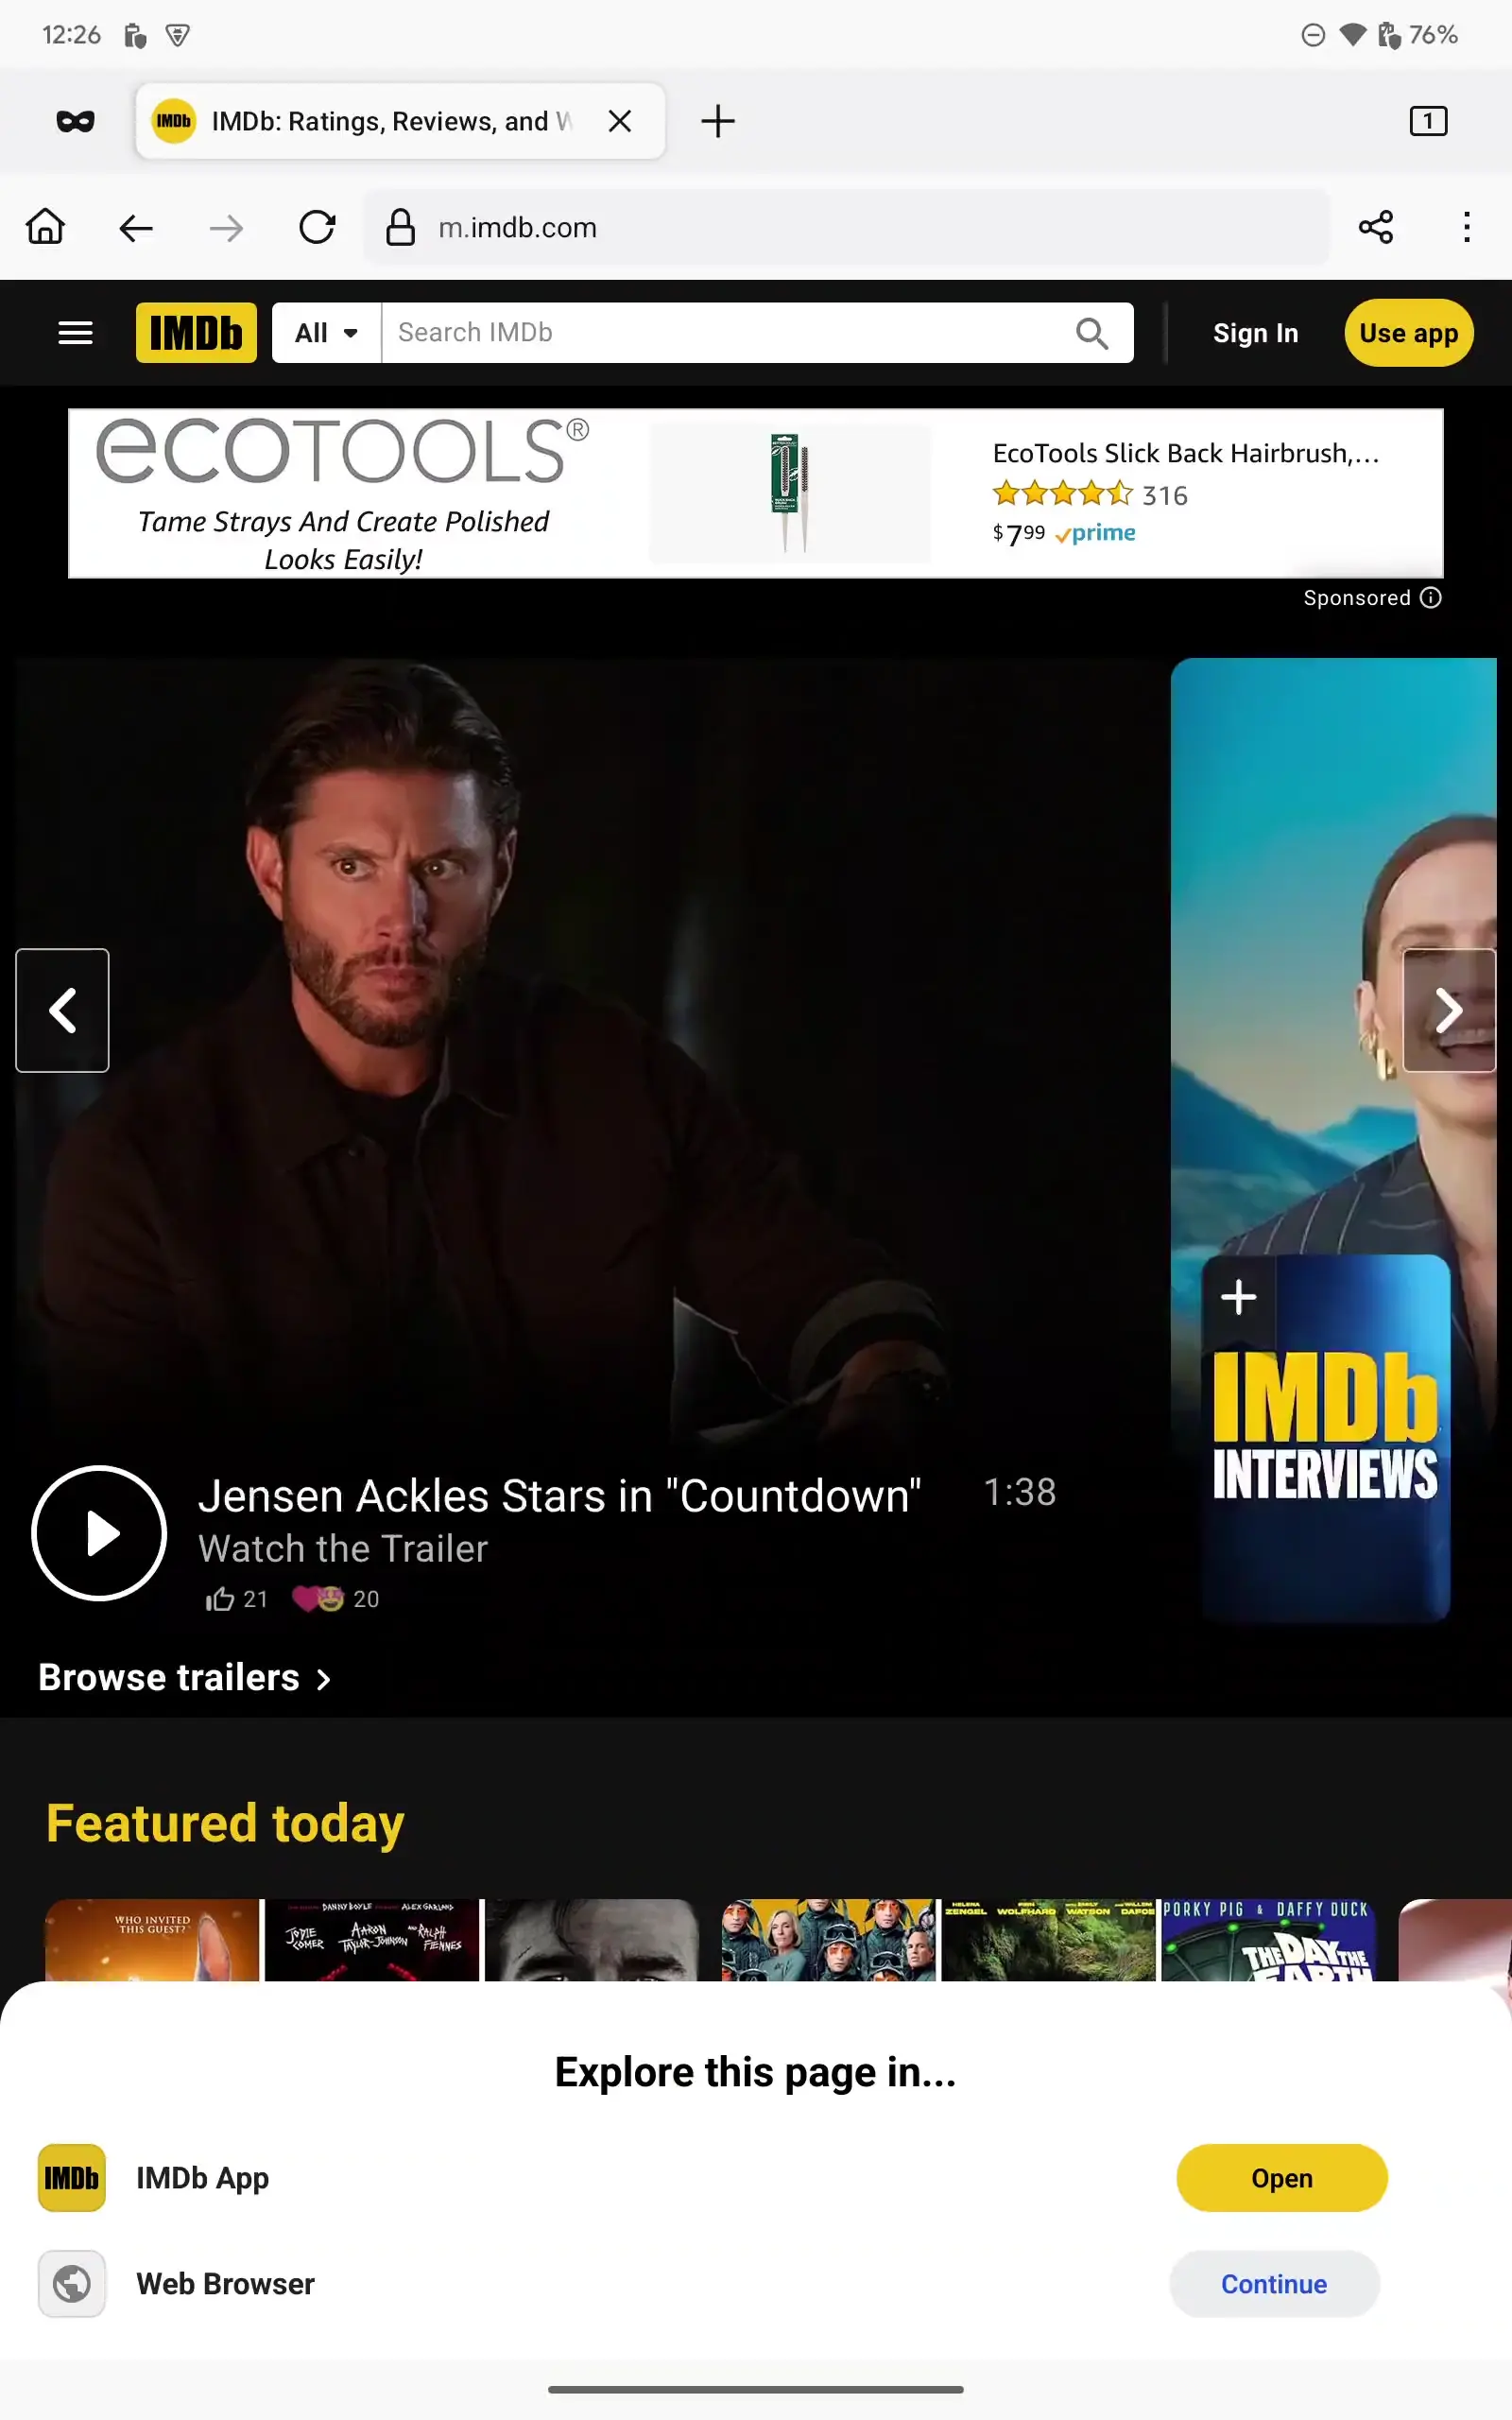 12:26
76%
IMDb IMDb: Ratings, Reviews, and
1
m.imdb.com
IMDb
All
Search IMDb
Sign In
Use app
ecoTOOLS®
Tame Strays And Create Polished
Looks Easily!
EcoTools Slick Back Hairbrush,...
316
$799 prime
Sponsored
IMDb
INTERVIEWS
Jensen Ackles Stars in "Countdown"
1:38
Watch the Trailer
21
20
Browse trailers
Featured today
WHO INVITED
THIS GUEST?
DANNY BOYLE ALEX GARLAND
JODIE COMER
AARON TAYLOR-JOHNSON
AND RALPH FIENNES
HELENA ZENGEL
FINN WOLFHARD
EMILY WATSON
WILLEM DAFOE
PORKY PIG & DAFFY DUCK
THE DAY THE
EARTH
Explore this page in...
IMDb IMDb App
Open
Web Browser
Continue